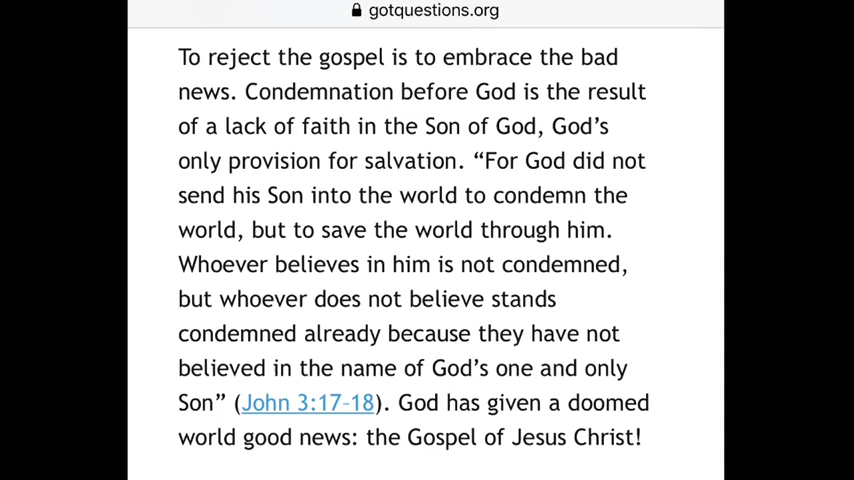 gotquestions.org
To reject the gospel is to embrace the bad
news. Condemnation before God is the result
of a lack of faith in the Son of God, God’s
only provision for salvation. “For God did not
send his Son into the world to condemn the
world, but to save the world through him.
Whoever believes in him is not condemned,
but whoever does not believe stands
condemned already because they have not
believed in the name of God’s one and only
Son” (John 3:17-18). God has given a doomed
world good news: the Gospel of Jesus Christ!